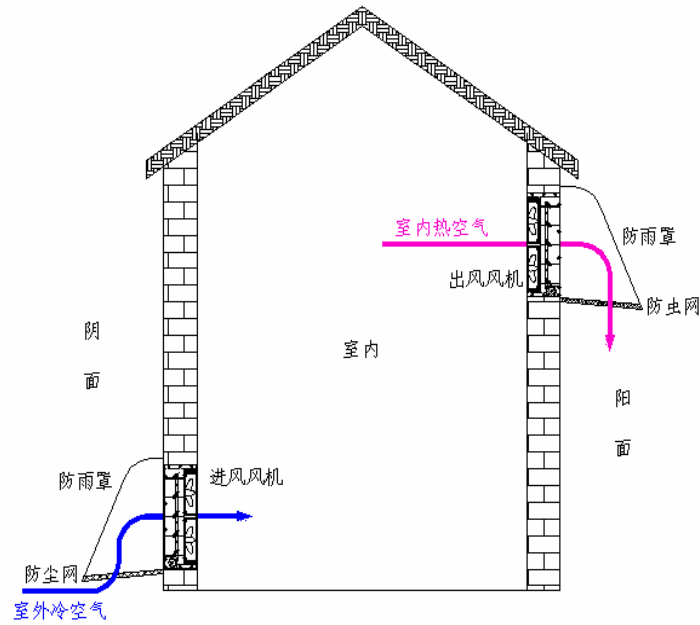 室内热空气
防雨罩
出风风机
防虫网
阴面
室内
阳面
防雨罩
进风风机
防尘网
室外冷空气